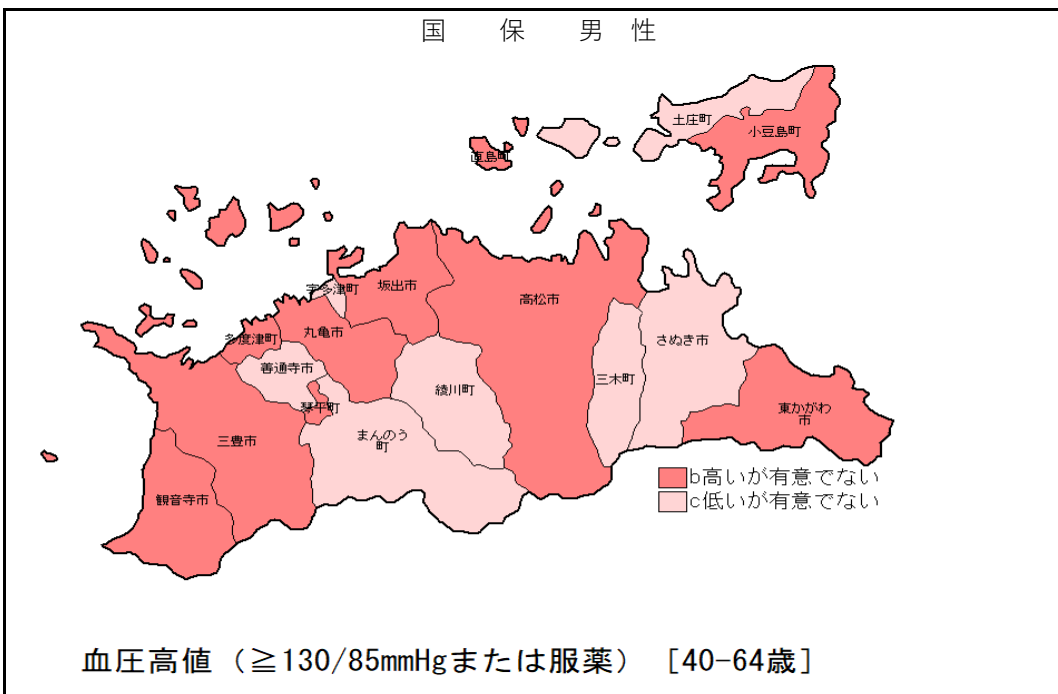 国 保 男 性
土庄町
小豆島町
直島町
宇多津町
坂出市
高松市
多度津町
丸亀市
さぬき市
善通寺市
綾川町
三木町
琴平町
東かがわ
市
まんのう
町
三豊市
観音寺市
b高いが有意でない
c低いが有意でない
血圧高値（≧130/85mmHgまたは服薬）［40-64歳］